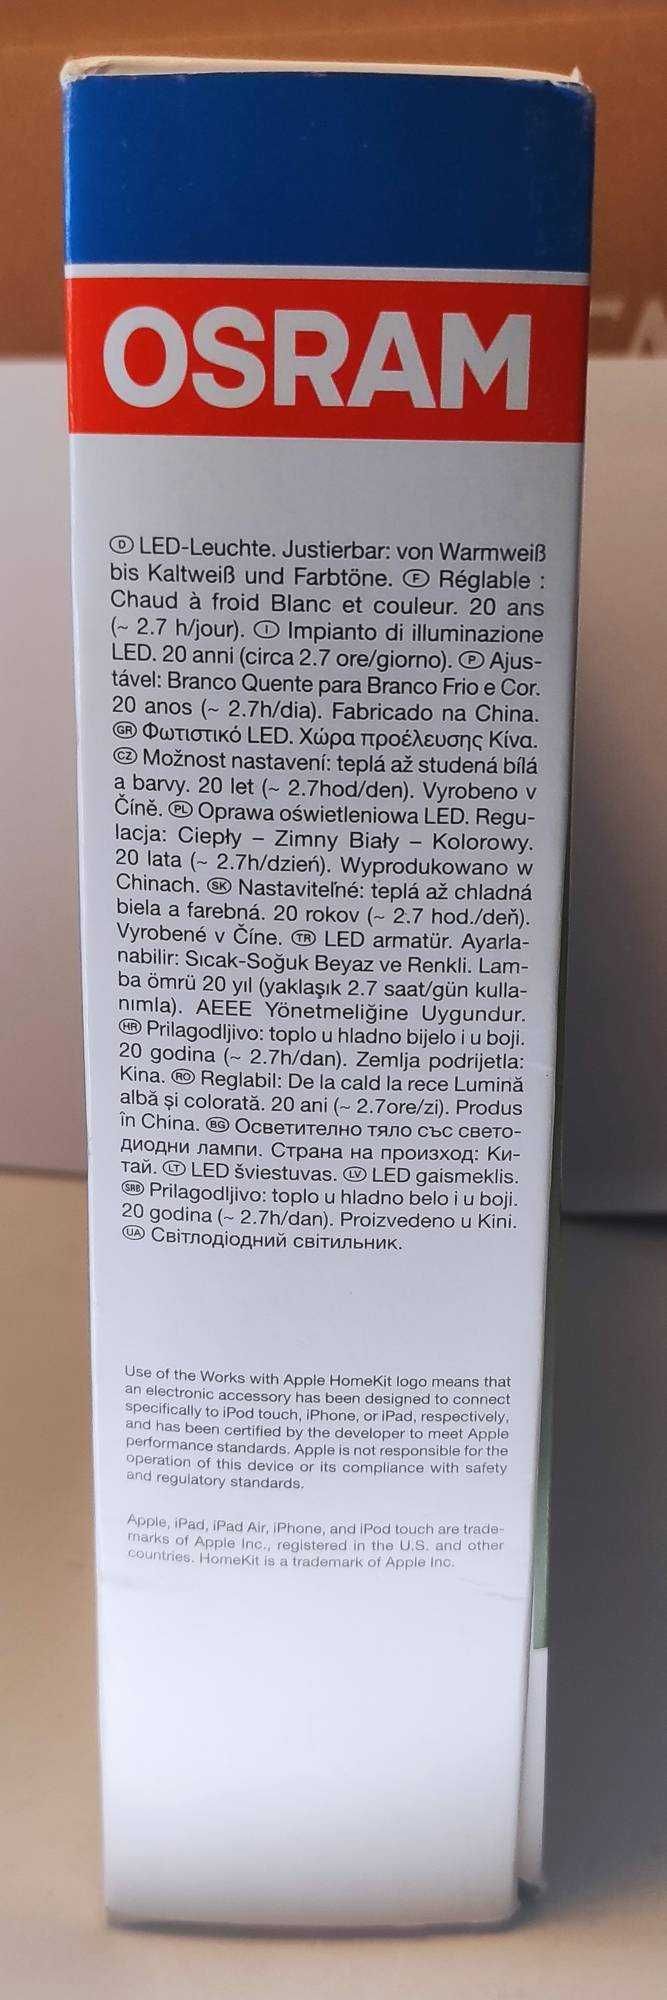 OSRAM
Ⓓ LED-Leuchte. Justierbar: von Warmweiß
bis Kaltweiß und Farbtöne. Ⓕ Réglable :
Chaud à froid Blanc et couleur. 20 ans
(~ 2.7 h/jour). Ⓘ Impianto di illuminazione
LED. 20 anni (circa 2.7 ore/giorno). Ⓟ Ajus-
tável: Branco Quente para Branco Frio e Cor.
20 anos (~ 2.7h/dia). Fabricado na China.
GR Φωτιστικό LED. Χώρα προέλευσης Κίνα.
CZ Možnost nastavení: teplá až studená bílá
a barvy. 20 let (~ 2.7hod/den). Vyrobeno v
Číně. PL Oprawa oświetleniowa LED. Regu-
lacja: Ciepły – Zimny Biały – Kolorowy.
20 lata (~ 2.7h/dzień). Wyprodukowano w
Chinach. SK Nastaviteľné: teplá až chladná
biela a farebná. 20 rokov (~ 2.7 hod./deň).
Vyrobené v Číne. TR LED armatür. Ayarla-
nabilir: Sıcak-Soğuk Beyaz ve Renkli. Lam-
ba ömrü 20 yıl (yaklaşık 2.7 saat/gün kulla-
nımla). AEEE Yönetmeliğine Uygundur.
HR Prilagodljivo: toplo u hladno bijelo i u boji.
20 godina (~ 2.7h/dan). Zemlja podrijetla:
Kina. RO Reglabil: De la cald la rece Lumină
albă și colorată. 20 ani (~ 2.7ore/zi). Produs
în China. BG Осветително тяло със свето-
диодни лампи. Страна на произход: Ки-
тай. LT LED šviestuvas. LV LED gaismeklis.
SRB Prilagodljivo: toplo u hladno belo i u boji.
20 godina (~ 2.7h/dan). Proizvedeno u Kini.
UA Світлодіодний світильник.
Use of the Works with Apple HomeKit logo means that
an electronic accessory has been designed to connect
specifically to iPod touch, iPhone, or iPad, respectively,
and has been certified by the developer to meet Apple
performance standards. Apple is not responsible for the
operation of this device or its compliance with safety
and regulatory standards.
Apple, iPad, iPad Air, iPhone, and iPod touch are trade-
marks of Apple Inc., registered in the U.S. and other
countries. HomeKit is a trademark of Apple Inc.